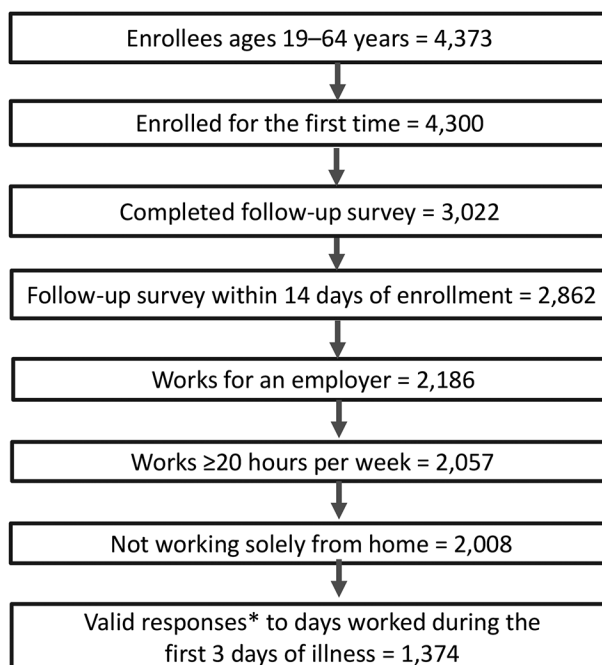 Enrollees ages 19–64 years = 4,373
Enrolled for the first time = 4,300
Completed follow-up survey = 3,022
Follow-up survey within 14 days of enrollment = 2,862
Works for an employer = 2,186
Works ≥20 hours per week = 2,057
Not working solely from home = 2,008
Valid responses* to days worked during the
first 3 days of illness = 1,374